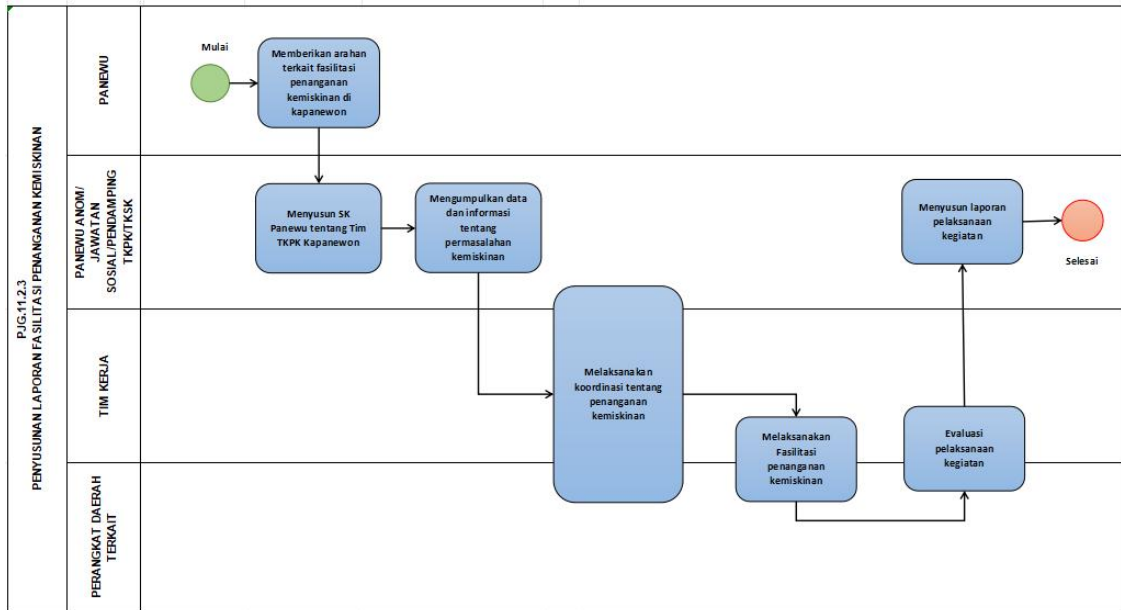 PJG.11.2.3
PENYUSUNAN LAPORAN FASILITASI PENANGANAN KEMISKINAN
PANEWU
Mulai
Memberikan arahan
terkait fasilitasi
penanganan
kemiskinan di
kapanewon
PANEWU ANOM/
JAWATAN
SOSIAL/PENDAMPING
TKPK/TKSK
Menyusun SK
Panewu tentang Tim
TKPK Kapanewon
Mengumpulkan data
dan informasi
tentang
permasalahan
kemiskinan
Menyusun laporan
pelaksanaan
kegiatan
Selesai
TIM KERJA
Melaksanakan
koordinasi tentang
penanganan
kemiskinan
Melaksanakan
Fasilitasi
penanganan
kemiskinan
Evaluasi
pelaksanaan
kegiatan
PERANGKAT DAERAH
TERKAIT